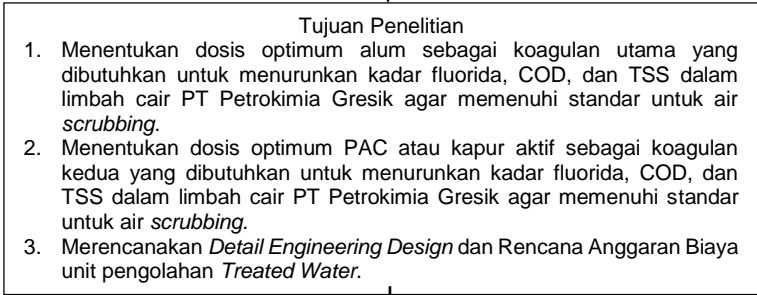 Tujuan Penelitian
1. Menentukan dosis optimum alum sebagai koagulan utama yang
dibutuhkan untuk menurunkan kadar fluorida, COD, dan TSS dalam
limbah cair PT Petrokimia Gresik agar memenuhi standar untuk air
scrubbing.
2. Menentukan dosis optimum PAC atau kapur aktif sebagai koagulan
kedua yang dibutuhkan untuk menurunkan kadar fluorida, COD, dan
TSS dalam limbah cair PT Petrokimia Gresik agar memenuhi standar
untuk air scrubbing.
3. Merencanakan Detail Engineering Design dan Rencana Anggaran Biaya
unit pengolahan Treated Water.